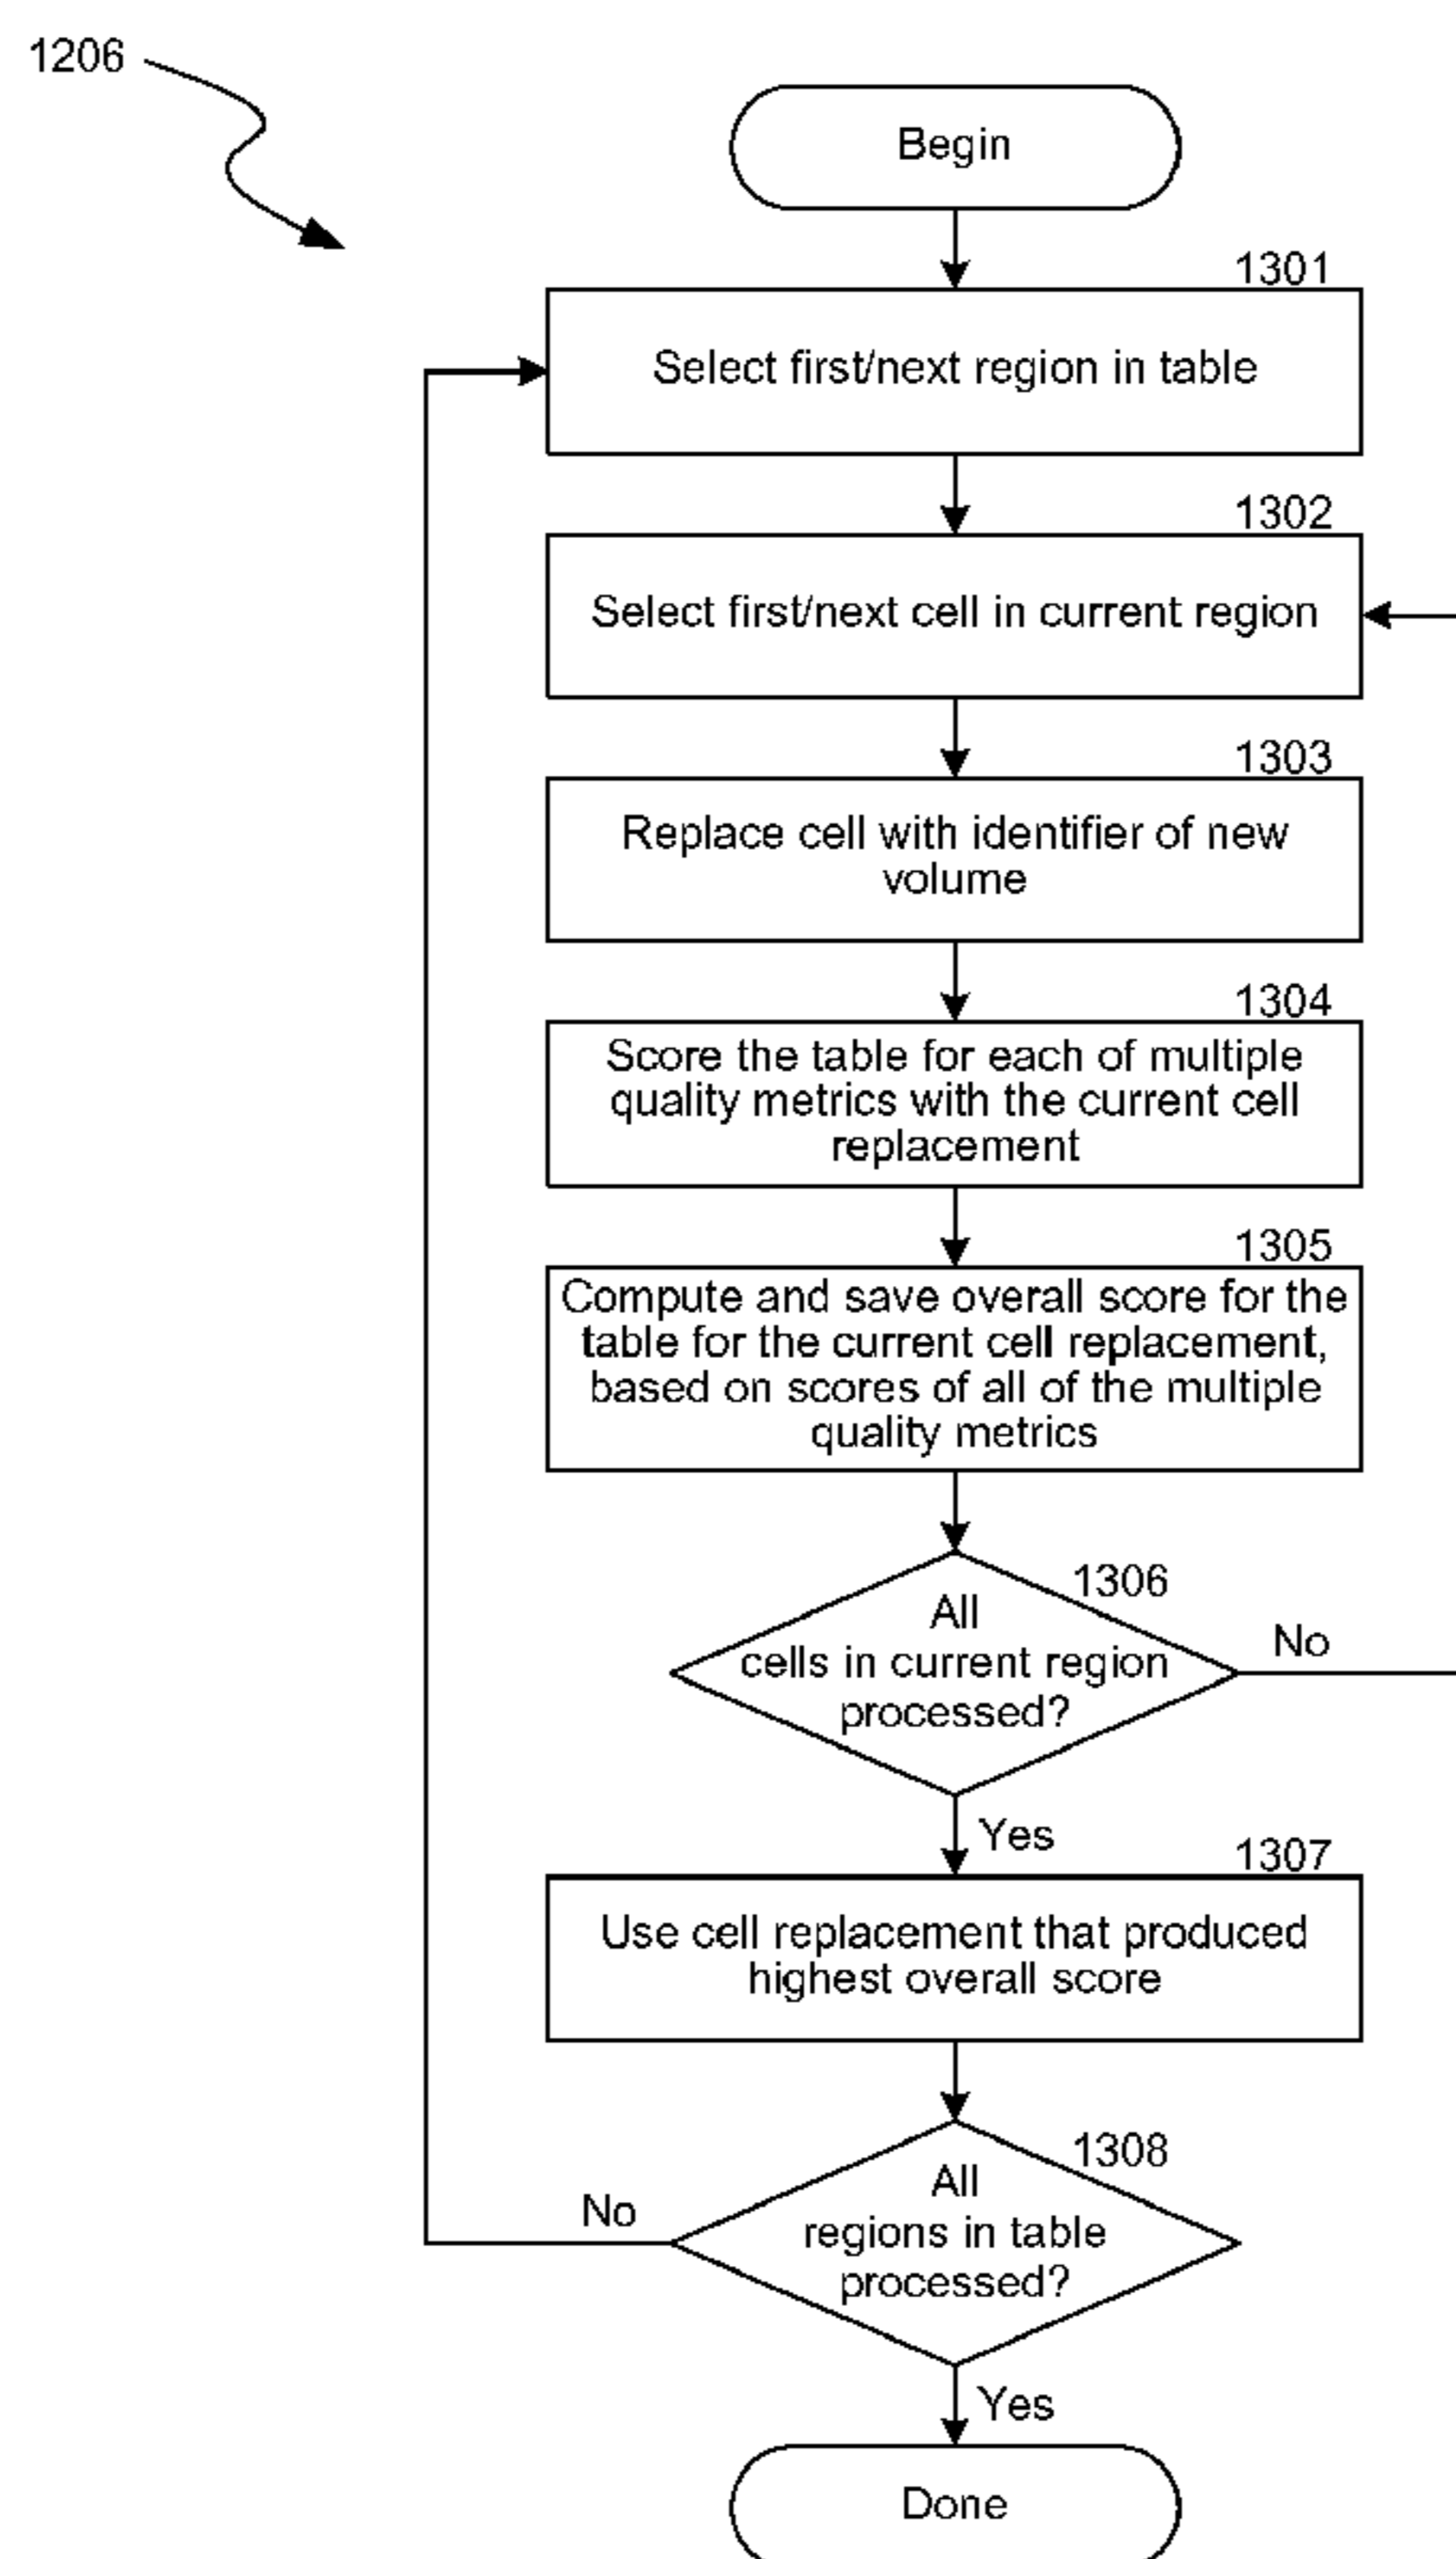 1206
Begin
1301
Select first/next region in table
1302
Select first/next cell in current region
1303
Replace cell with identifier of new
volume
1304
Score the table for each of multiple
quality metrics with the current cell
replacement
1305
Compute and save overall score for the
table for the current cell replacement,
based on scores of all of the multiple
quality metrics
1306
All
cells in current region
processed?
No
Yes
1307
Use cell replacement that produced
highest overall score
1308
All
regions in table
processed?
No
Yes
Done